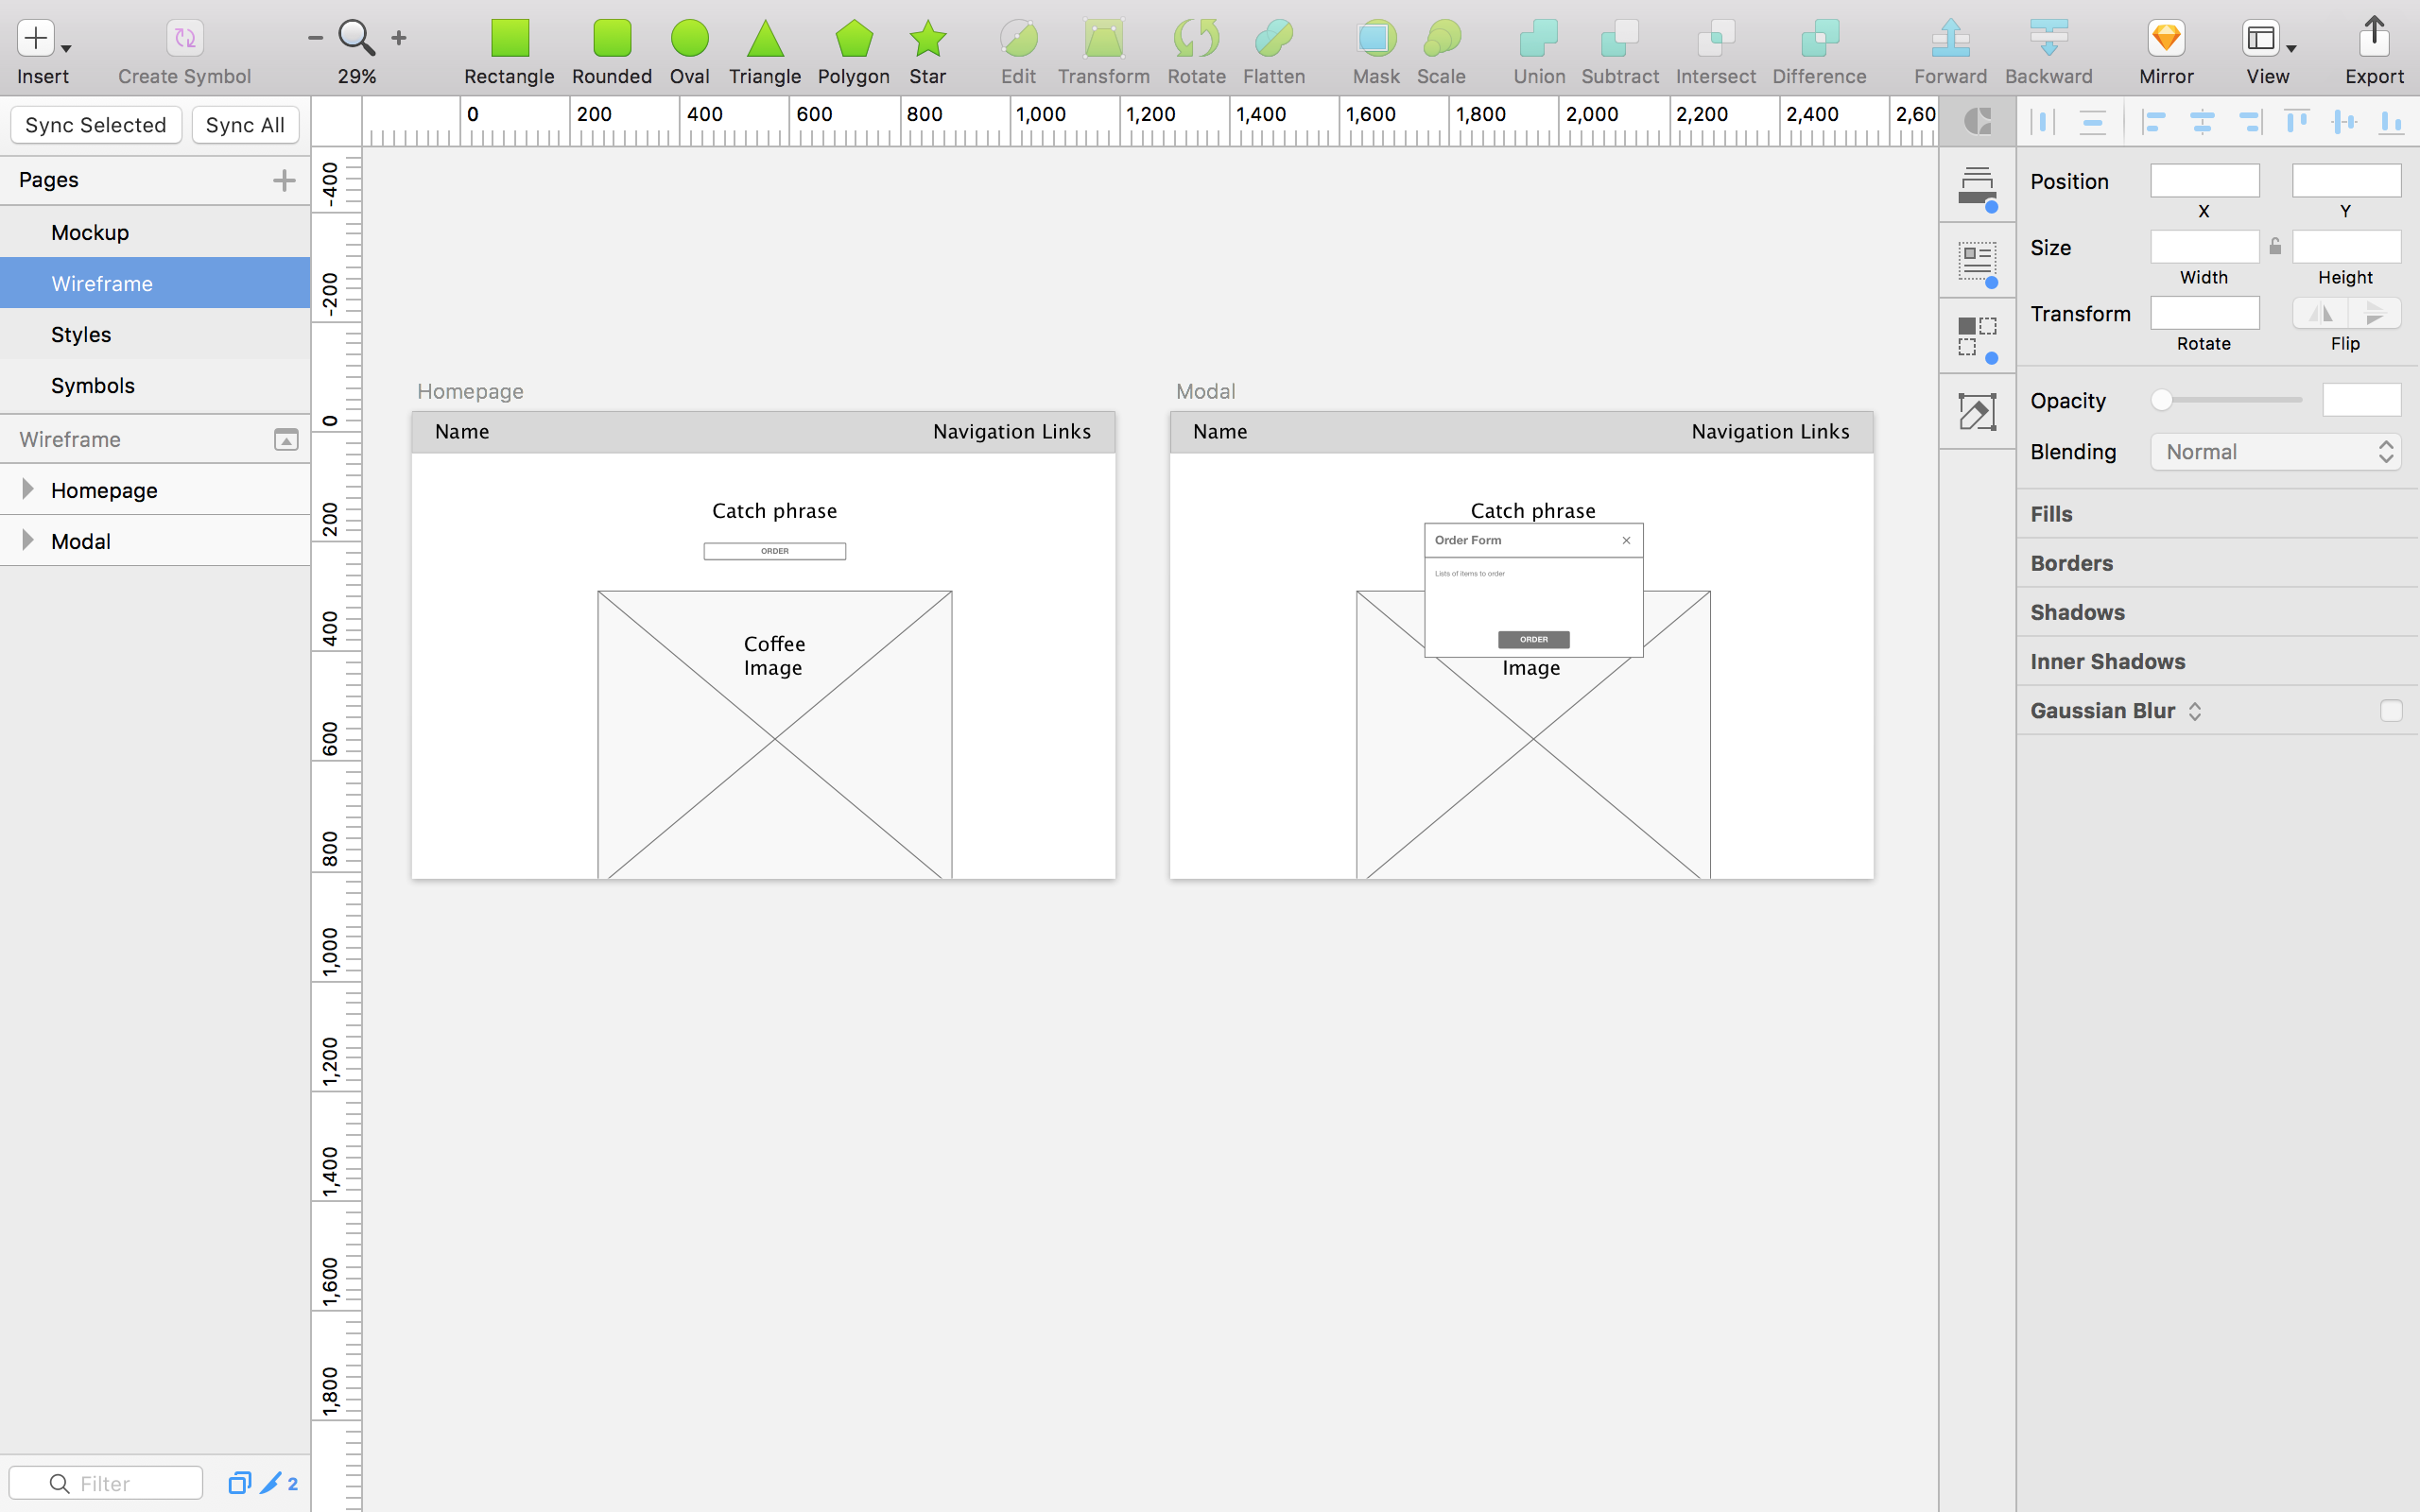 Insert
Create Symbol
29%
Rectangle
Rounded
Oval
Triangle
Polygon
Star
Edit
Transform
Rotate
Flatten
Mask
Scale
Union
Subtract
Intersect
Difference
Forward
Backward
Mirror
View
Export
Sync Selected
Sync All
0
200
400
600
800
1,000
1,200
1,400
1,600
1,800
2,000
2,200
2,400
2,60
Pages
Mockup
Wireframe
Styles
Symbols
Wireframe
Homepage
Modal
Filter
2
-400
-200
0
200
400
600
800
1,000
1,200
1,400
1,600
1,800
Homepage
Name
Navigation Links
Catch phrase
ORDER
Coffee
Image
Modal
Name
Navigation Links
Catch phrase
Order Form
Lists of items to order
ORDER
Image
Position
X
Y
Size
Width
Height
Transform
Rotate
Flip
Opacity
Blending
Normal
Fills
Borders
Shadows
Inner Shadows
Gaussian Blur